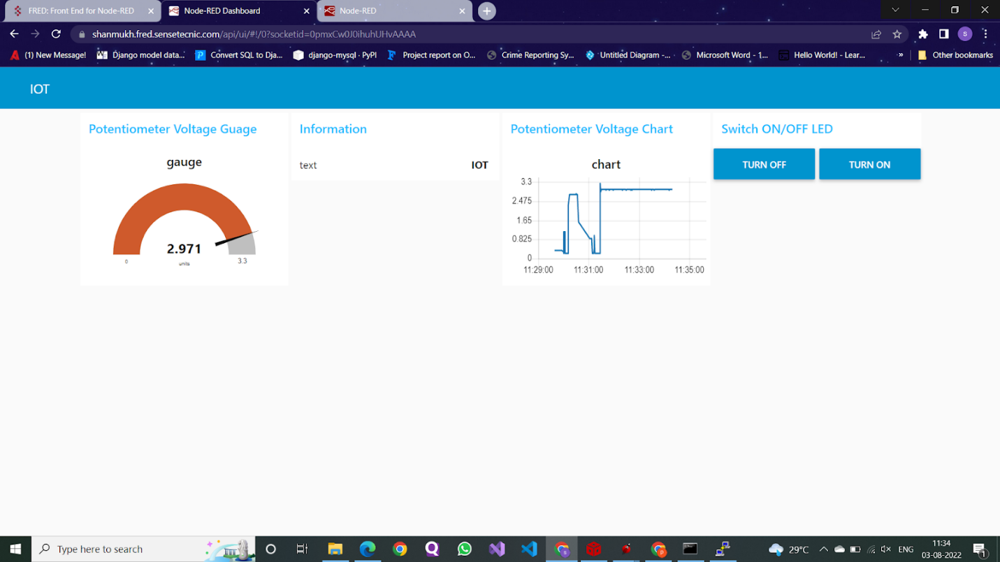 FRED: Front End for Node-RED
Node-RED Dashboard
Node-RED
shanmukh.fred.sensetecnic.com/api/ui/#!/0?socketid=0pmxCw0J0ihuhUHvAAAA
S
(1) New Message!
Django model data...
Convert SQL to Dja...
django-mysql · PyPI
Project report on O...
Crime Reporting Sy...
Untitled Diagram -...
Microsoft Word - 1...
Hello World! - Lear...
»
Other bookmarks
IOT
Potentiometer Voltage Guage
gauge
2.971
units
0
3.3
Information
text IOT
Potentiometer Voltage Chart
chart
3.3
2.475
1.65
0.825
0
11:29:00 11:31:00 11:33:00 11:35:00
Switch ON/OFF LED
TURN OFF TURN ON
Type here to search
29°C
ENG
11:34
03-08-2022
1